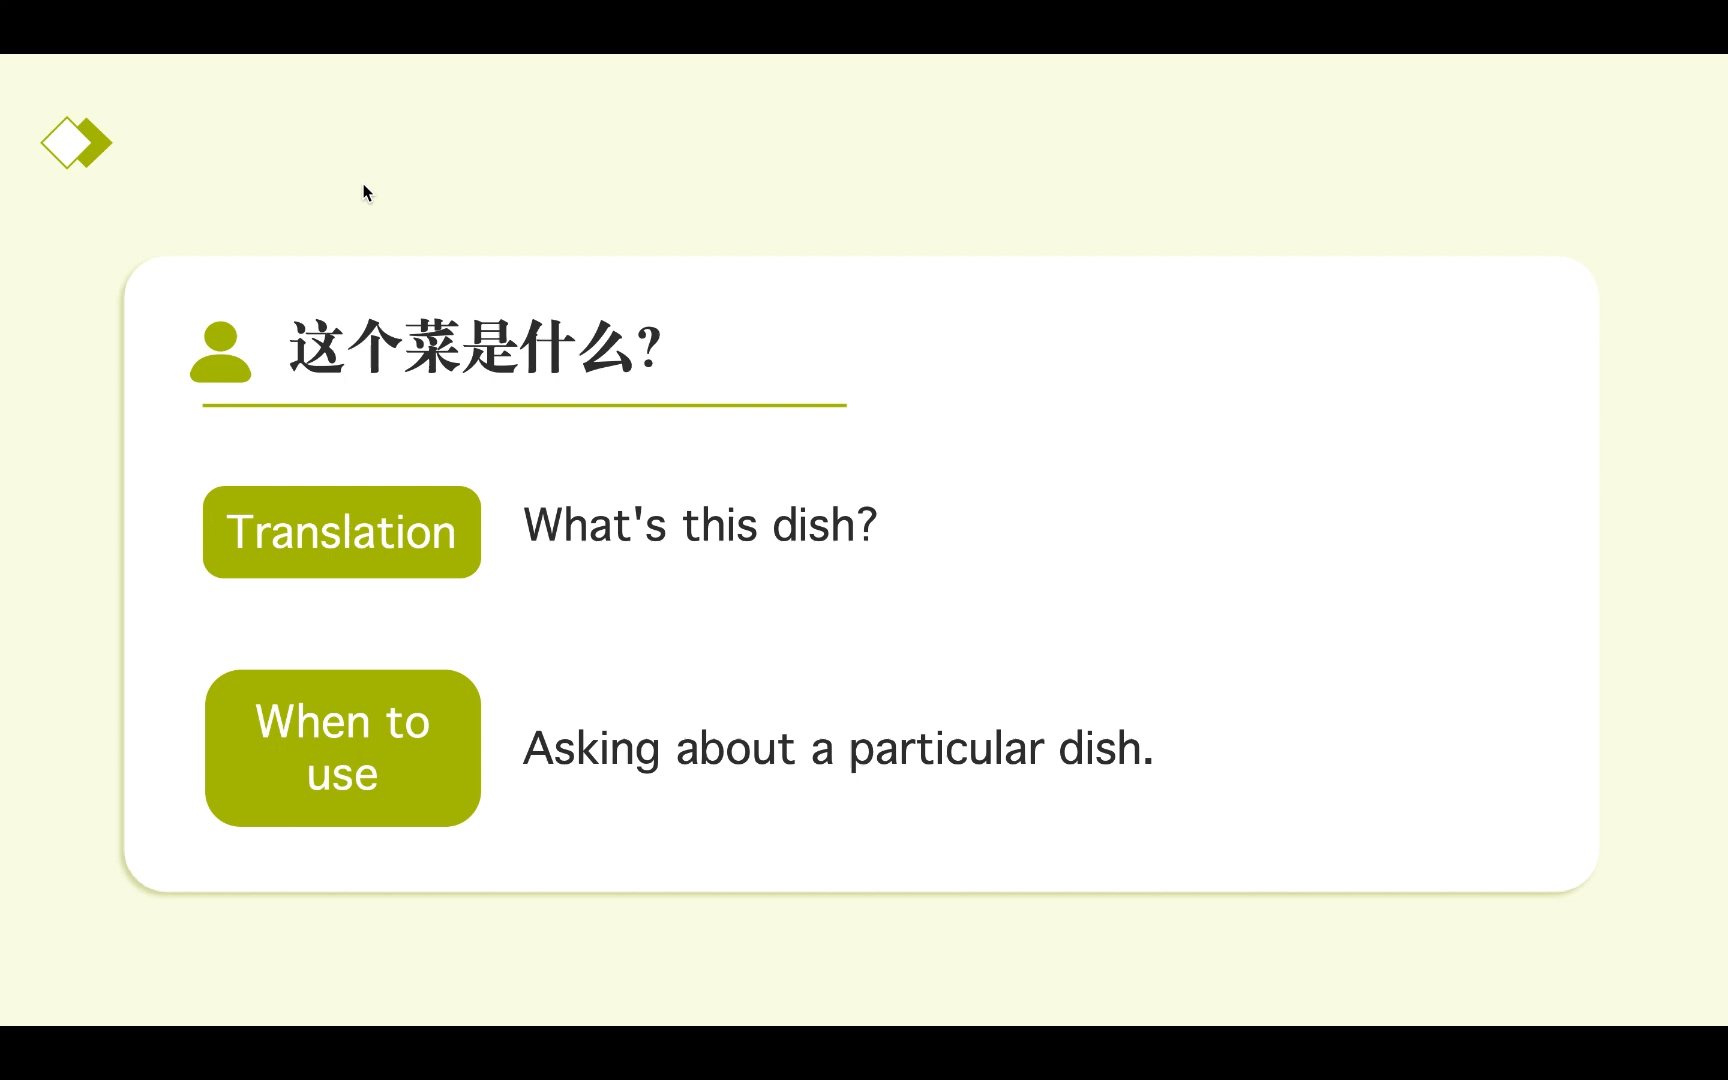 这个菜是什么?
Translation
What's this dish?
When to
use
Asking about a particular dish.